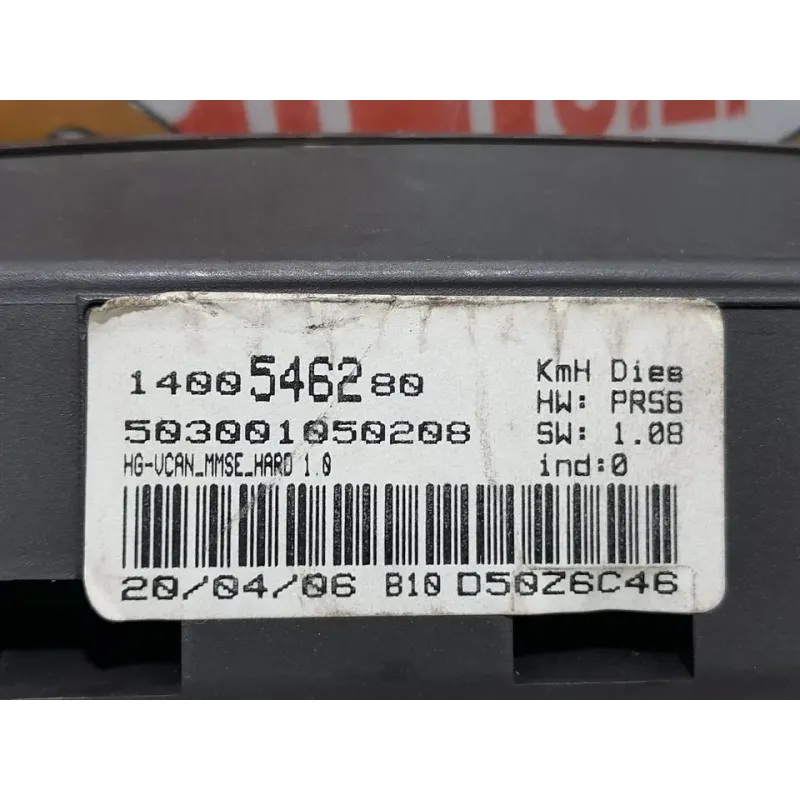 1400546280
KmH Dies
HW: PRS6
503001050208
SW: 1.08
HG-VCAN_MMSE_HARD 1.0
ind:0
20/04/06 B10 D50Z6C46